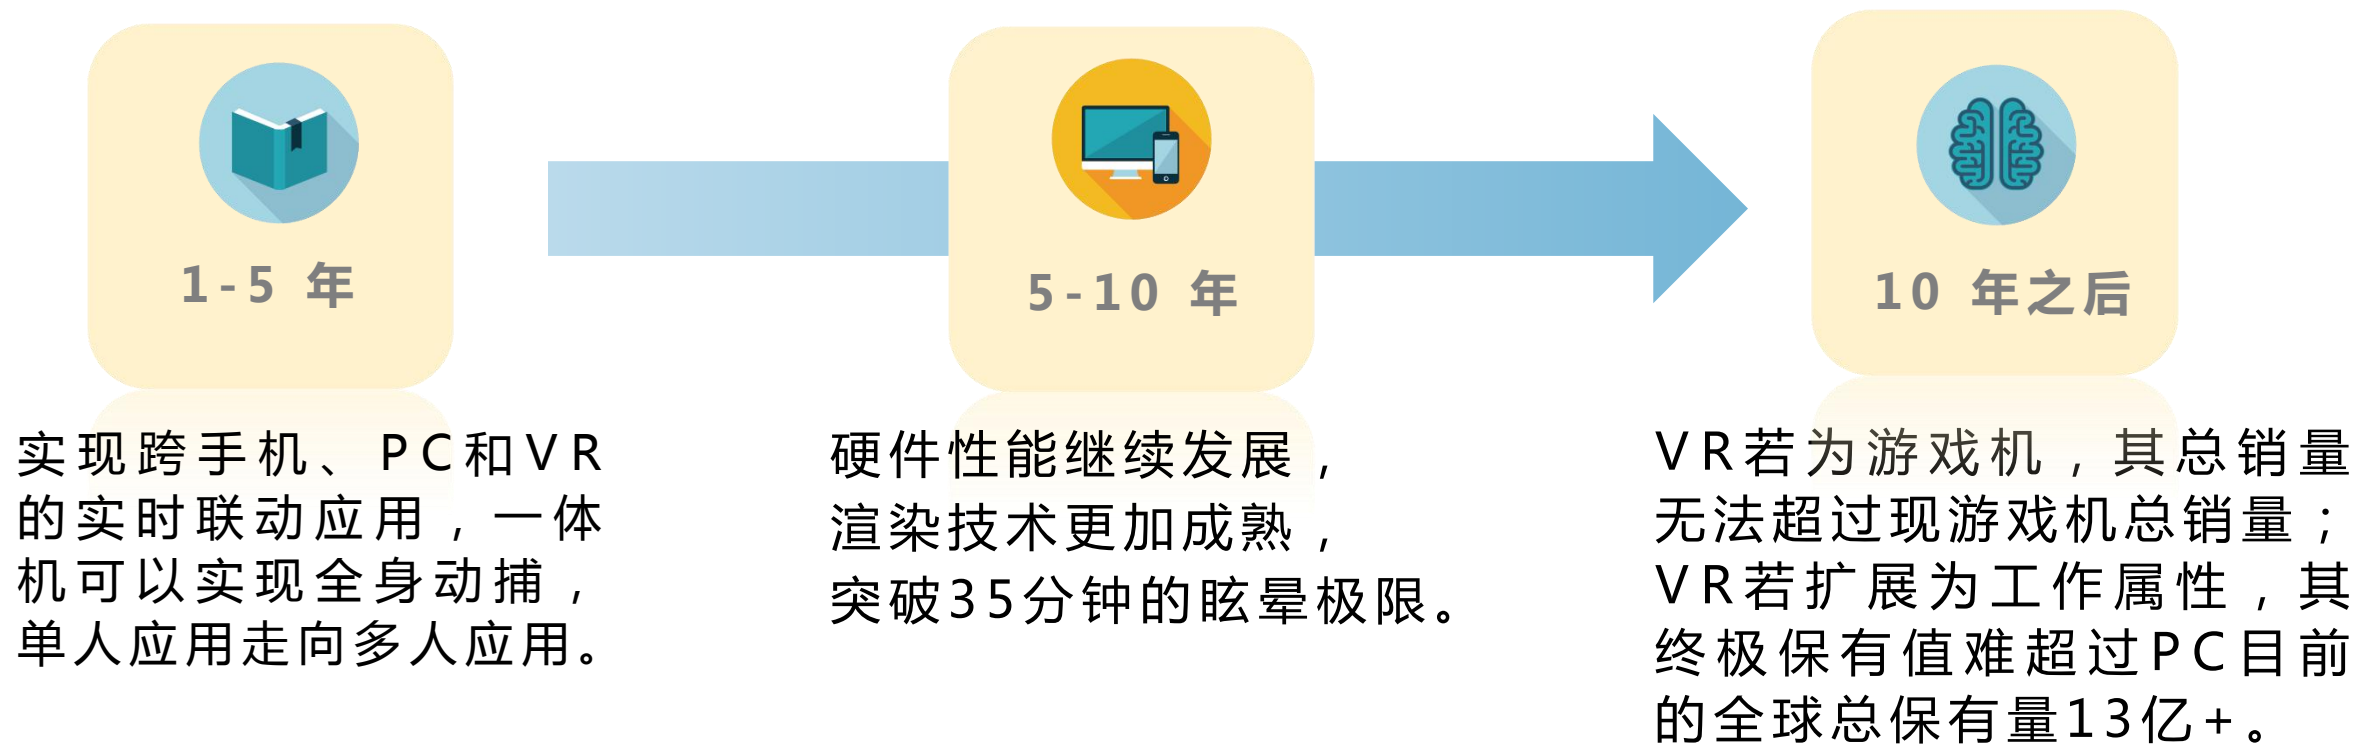 1-5 年
实现跨手机、PC和VR
的实时联动应用，一体
机可以实现全身动捕，
单人应用走向多人应用。
5-10 年
硬件性能继续发展，
渲染技术更加成熟，
突破35分钟的眩晕极限。
10 年之后
VR若为游戏机，其总销量
无法超过现游戏机总销量；
VR若扩展为工作属性，其
终极保有值难超过PC目前
的全球总保有量13亿+。